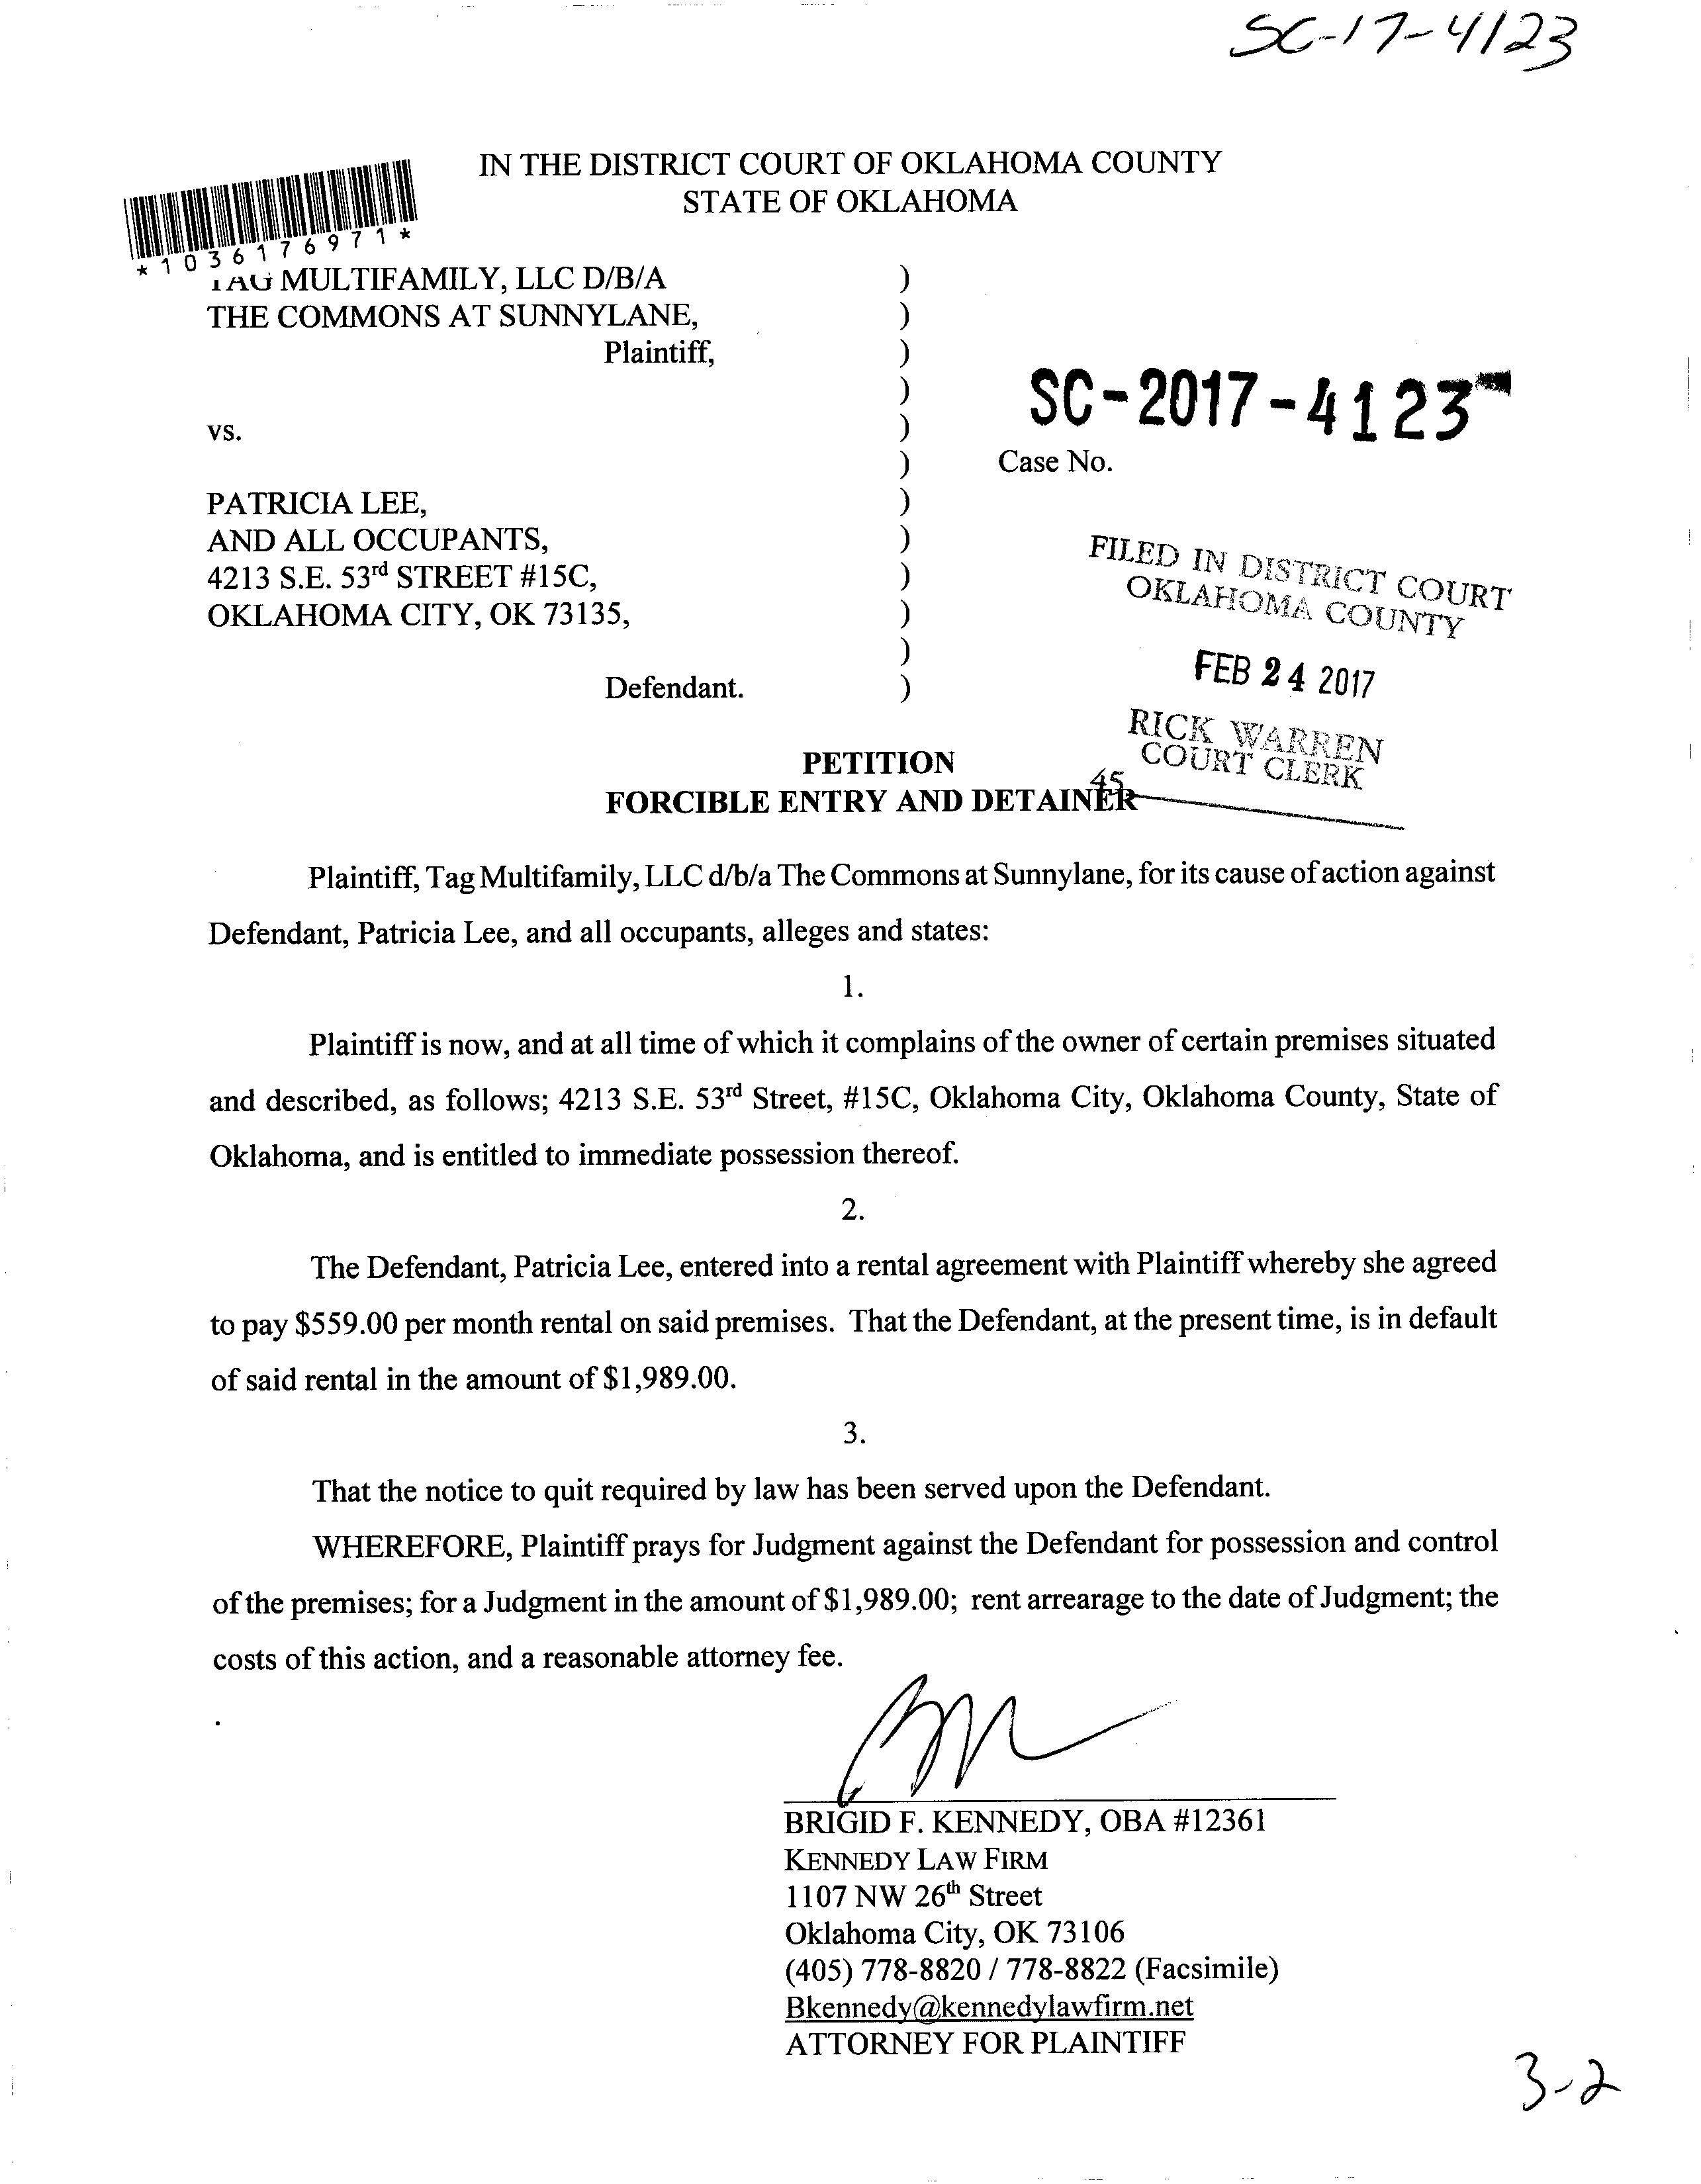 SC-17-4123
IN THE DISTRICT COURT OF OKLAHOMA COUNTY
STATE OF OKLAHOMA
*1036176971*
TAG MULTIFAMILY, LLC D/B/A )
THE COMMONS AT SUNNYLANE, )
Plaintiff, )
)
SC-2017-4123
vs. )
) Case No.
PATRICIA LEE, )
AND ALL OCCUPANTS, )
4213 S.E. 53rd STREET #15C, )
OKLAHOMA CITY, OK 73135, )
)
Defendant. )
FILED IN DISTRICT COURT
OKLAHOMA COUNTY
FEB 24 2017
RICK WARREN
COURT CLERK
45
PETITION
FORCIBLE ENTRY AND DETAINER
Plaintiff, Tag Multifamily, LLC d/b/a The Commons at Sunnylane, for its cause of action against
Defendant, Patricia Lee, and all occupants, alleges and states:
1.
Plaintiff is now, and at all time of which it complains of the owner of certain premises situated
and described, as follows; 4213 S.E. 53rd Street, #15C, Oklahoma City, Oklahoma County, State of
Oklahoma, and is entitled to immediate possession thereof.
2.
The Defendant, Patricia Lee, entered into a rental agreement with Plaintiff whereby she agreed
to pay $559.00 per month rental on said premises. That the Defendant, at the present time, is in default
of said rental in the amount of $1,989.00.
3.
That the notice to quit required by law has been served upon the Defendant.
WHEREFORE, Plaintiff prays for Judgment against the Defendant for possession and control
of the premises; for a Judgment in the amount of $1,989.00; rent arrearage to the date of Judgment; the
costs of this action, and a reasonable attorney fee.
BRIGID F. KENNEDY, OBA #12361
KENNEDY LAW FIRM
1107 NW 26th Street
Oklahoma City, OK 73106
(405) 778-8820 / 778-8822 (Facsimile)
Bkennedy@kennedylawfirm.net
ATTORNEY FOR PLAINTIFF
3-2